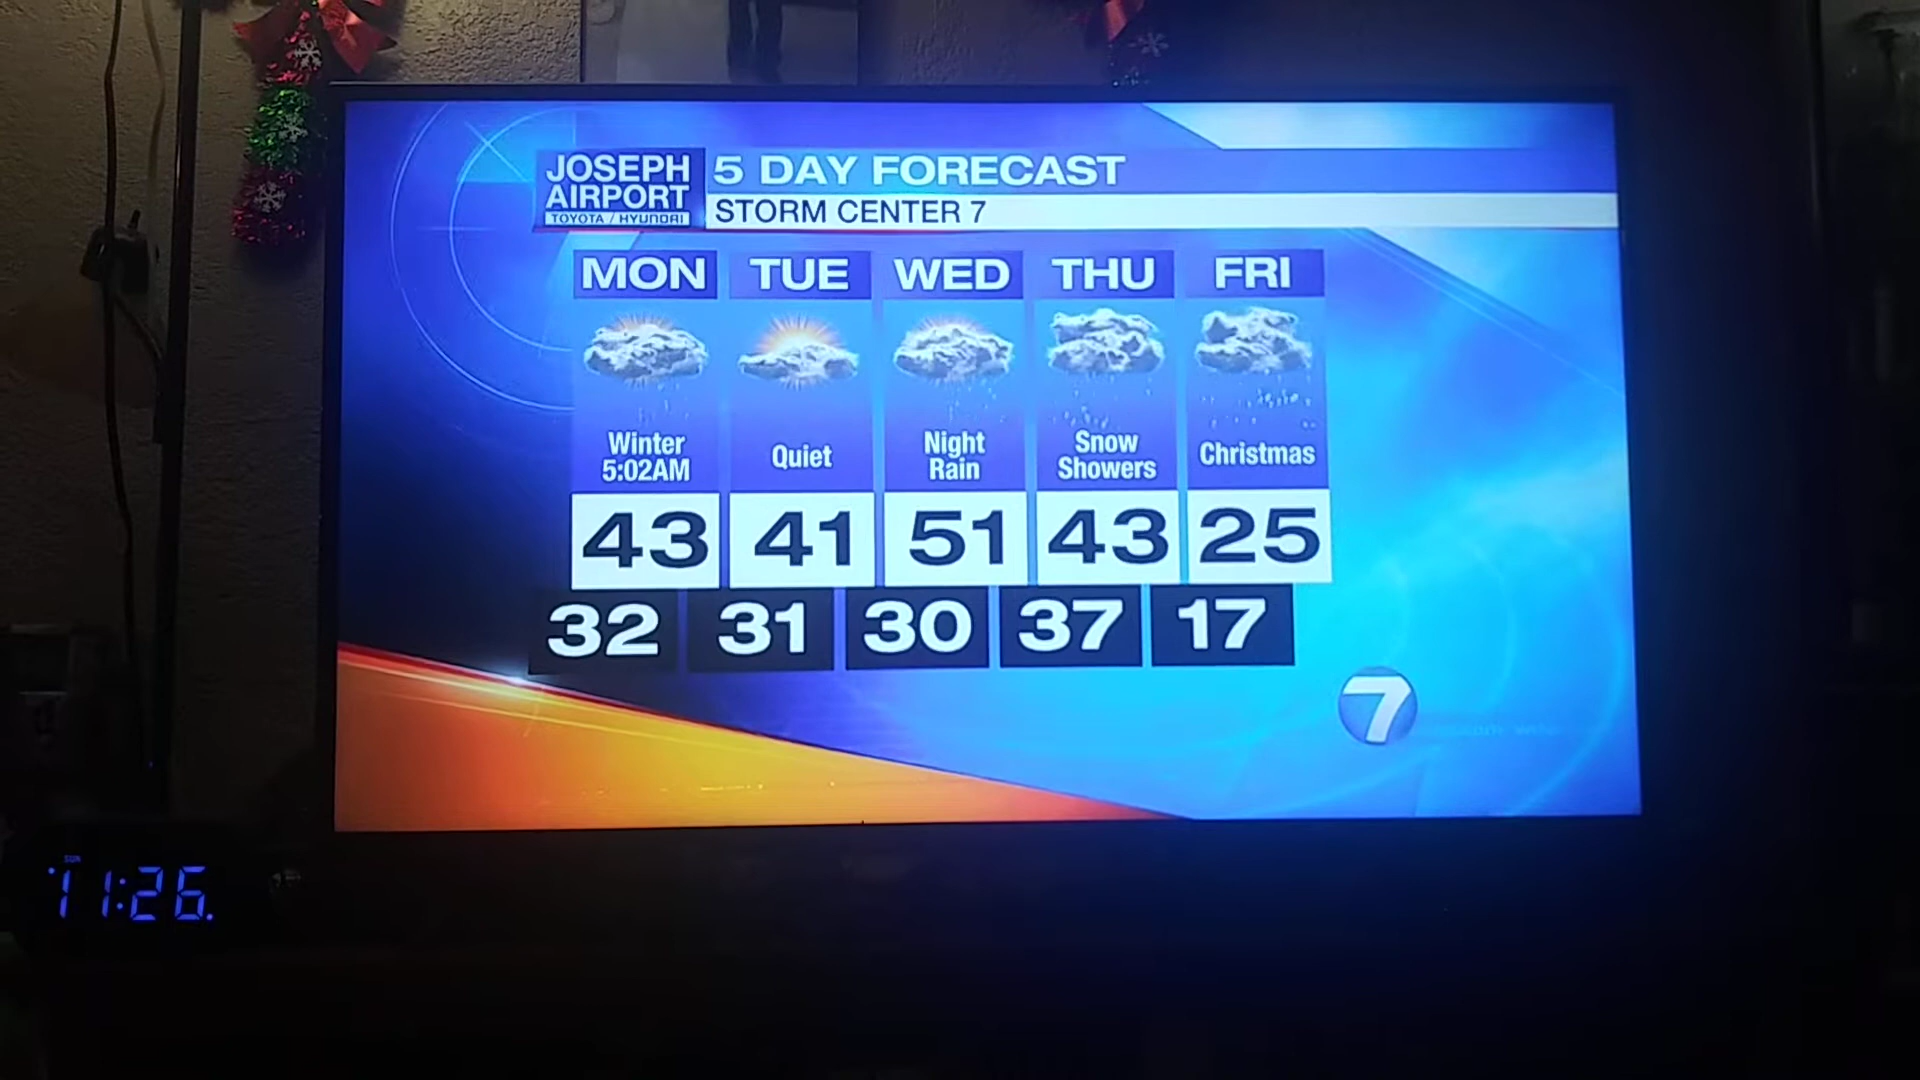 JOSEPH
AIRPORT
TOYOTA / HYUNDAI
5 DAY FORECAST
STORM CENTER 7
MON TUE WED THU FRI
Winter
5:02AM
Quiet
Night
Rain
Snow
Showers
Christmas
43 41 51 43 25
32 31 30 37 17
7
SUN
11:26